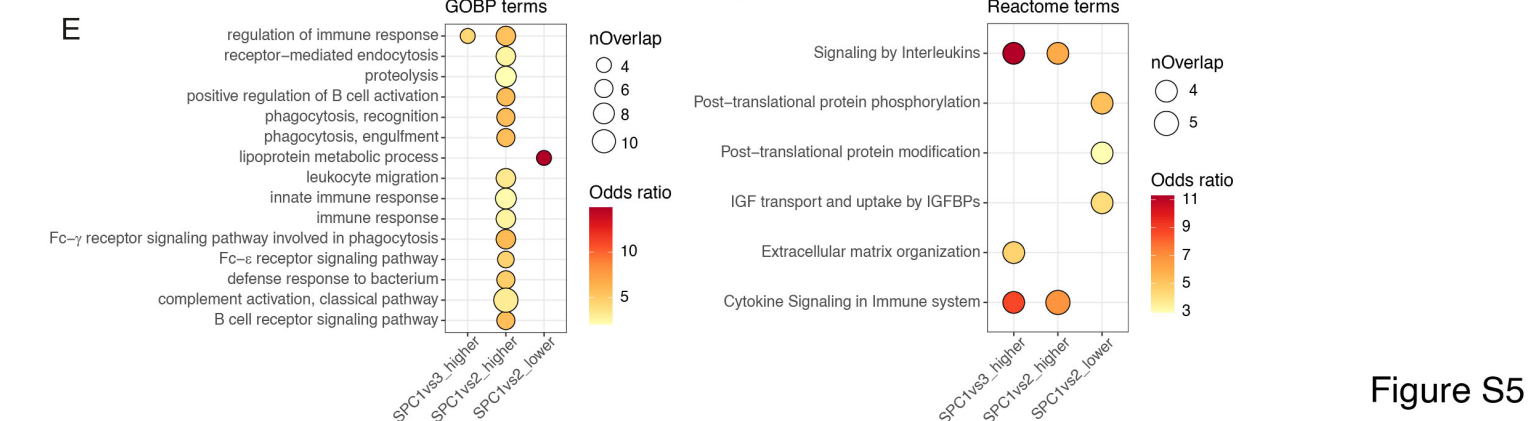 E
GOBP terms
regulation of immune response
receptor−mediated endocytosis
proteolysis
positive regulation of B cell activation
phagocytosis, recognition
phagocytosis, engulfment
lipoprotein metabolic process
leukocyte migration
innate immune response
immune response
Fc−γ receptor signaling pathway involved in phagocytosis
Fc−ε receptor signaling pathway
defense response to bacterium
complement activation, classical pathway
B cell receptor signaling pathway
SPC1vs3_higher
SPC1vs2_higher
SPC1vs2_lower
nOverlap
4
6
8
10
Odds ratio
10
5
Reactome terms
Signaling by Interleukins
Post−translational protein phosphorylation
Post−translational protein modification
IGF transport and uptake by IGFBPs
Extracellular matrix organization
Cytokine Signaling in Immune system
SPC1vs3_higher
SPC1vs2_higher
SPC1vs2_lower
nOverlap
4
5
Odds ratio
11
9
7
5
3
Figure S5